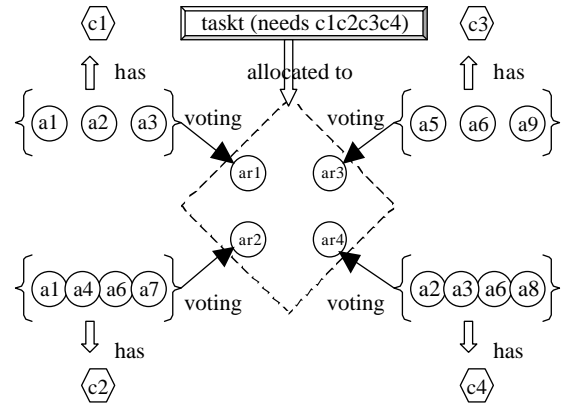 c1
taskt (needs c1c2c3c4)
c3
has
allocated to
has
a1 a2 a3
voting
voting
a5 a6 a9
ar1
ar3
ar2
ar4
a1 a4 a6 a7
voting
voting
a2 a3 a6 a8
has
has
c2
c4